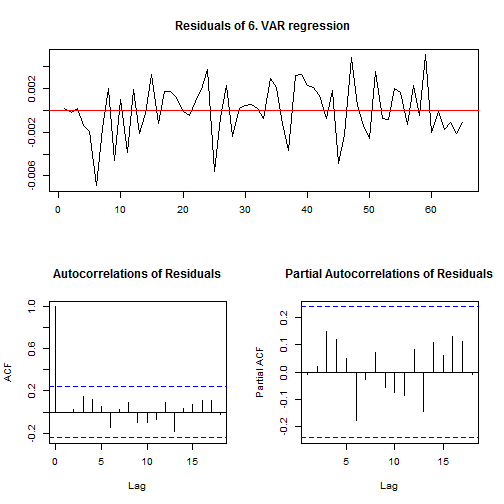 Residuals of 6. VAR regression
0.002
-0.002
-0.006
0 10 20 30 40 50 60
Autocorrelations of Residuals
ACF
1.0
0.6
0.2
-0.2
0 5 10 15
Lag
Partial Autocorrelations of Residuals
Partial ACF
0.2
0.1
0.0
-0.1
-0.2
5 10 15
Lag